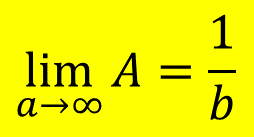 lim a→∞ A = 1/b